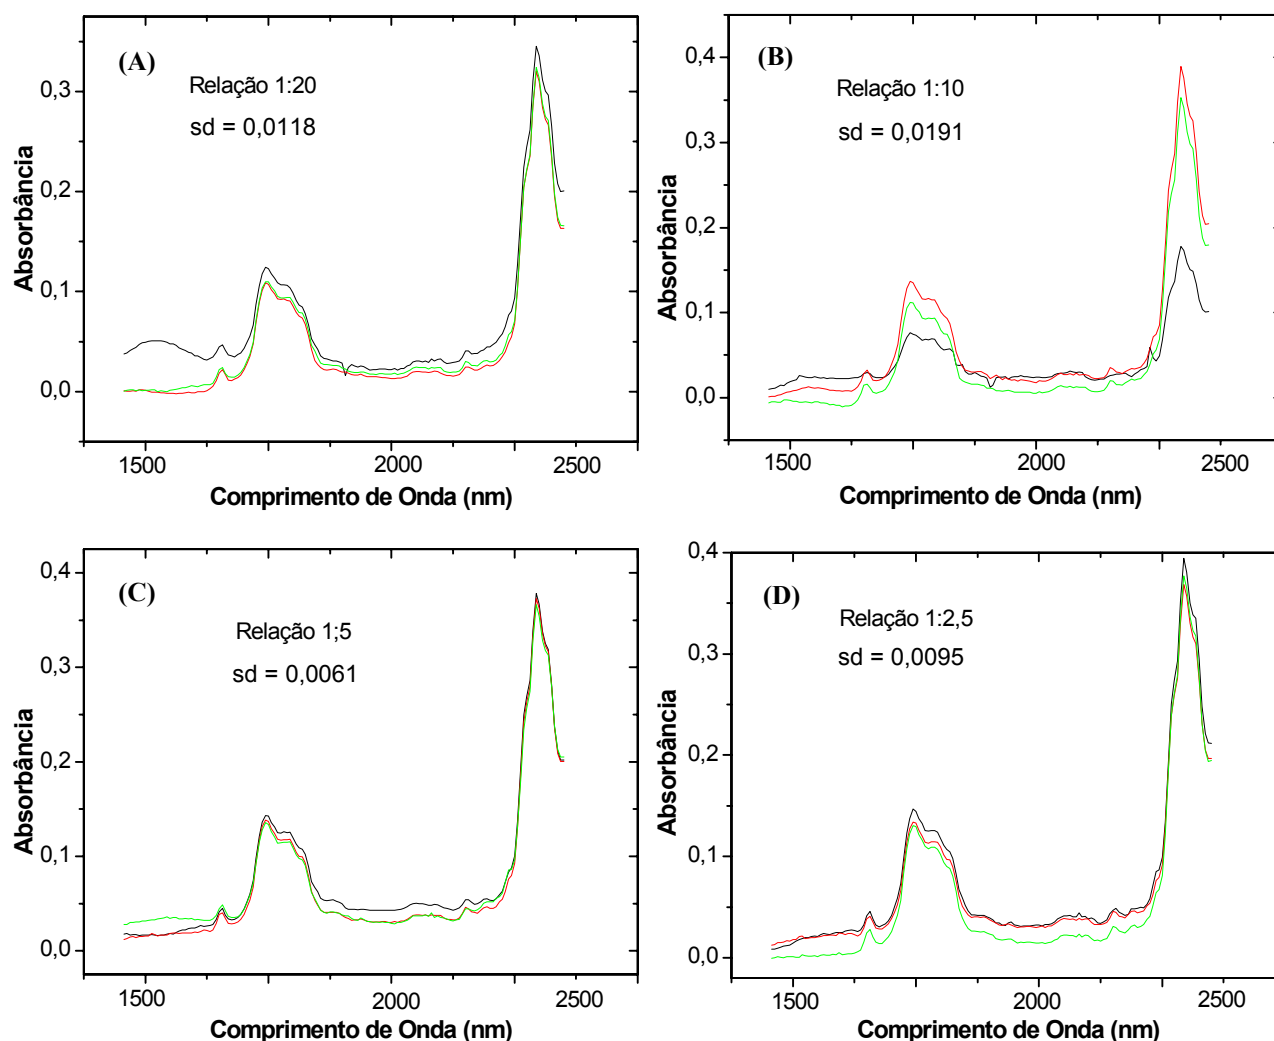 (A)
Relação 1:20
sd = 0,0118
Absorbância
0,3
0,2
0,1
0,0
1500 2000 2500
Comprimento de Onda (nm)
(B)
Relação 1:10
sd = 0,0191
Absorbância
0,4
0,3
0,2
0,1
0,0
1500 2000 2500
Comprimento de Onda (nm)
(C)
Relação 1;5
sd = 0,0061
Absorbância
0,4
0,3
0,2
0,1
0,0
1500 2000 2500
Comprimento de Onda (nm)
(D)
Relação 1:2,5
sd = 0,0095
Absorbância
0,4
0,3
0,2
0,1
0,0
1500 2000 2500
Comprimento de Onda (nm)